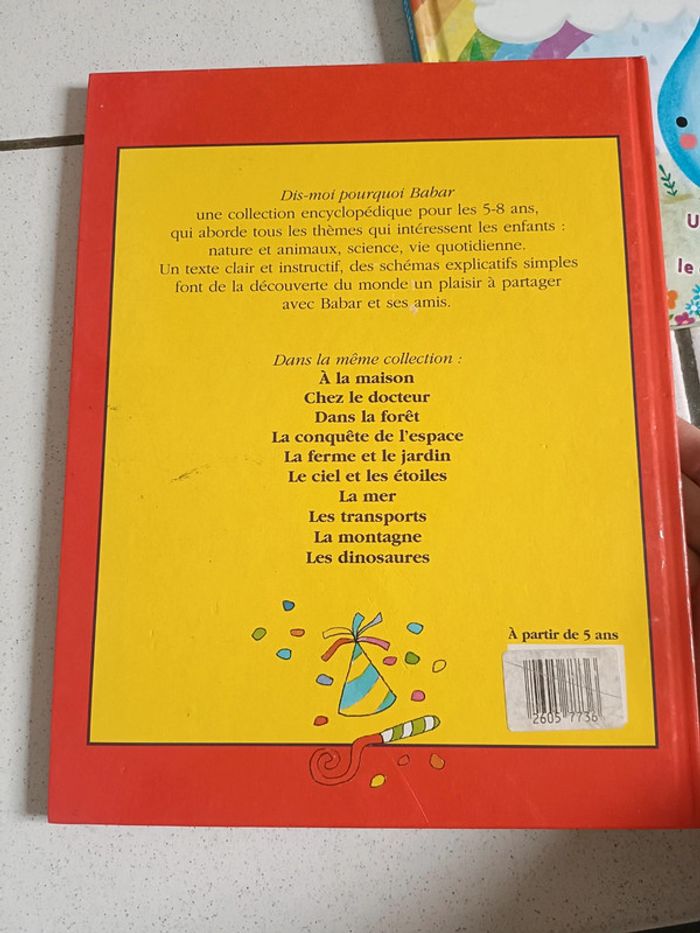 Dis-moi pourquoi Babar
une collection encyclopédique pour les 5-8 ans,
qui aborde tous les thèmes qui intéressent les enfants :
nature et animaux, science, vie quotidienne.
Un texte clair et instructif, des schémas explicatifs simples
font de la découverte du monde un plaisir à partager
avec Babar et ses amis.
Dans la même collection :
À la maison
Chez le docteur
Dans la forêt
La conquête de l'espace
La ferme et le jardin
Le ciel et les étoiles
La mer
Les transports
La montagne
Les dinosaures
À partir de 5 ans
2605 7736
U
le